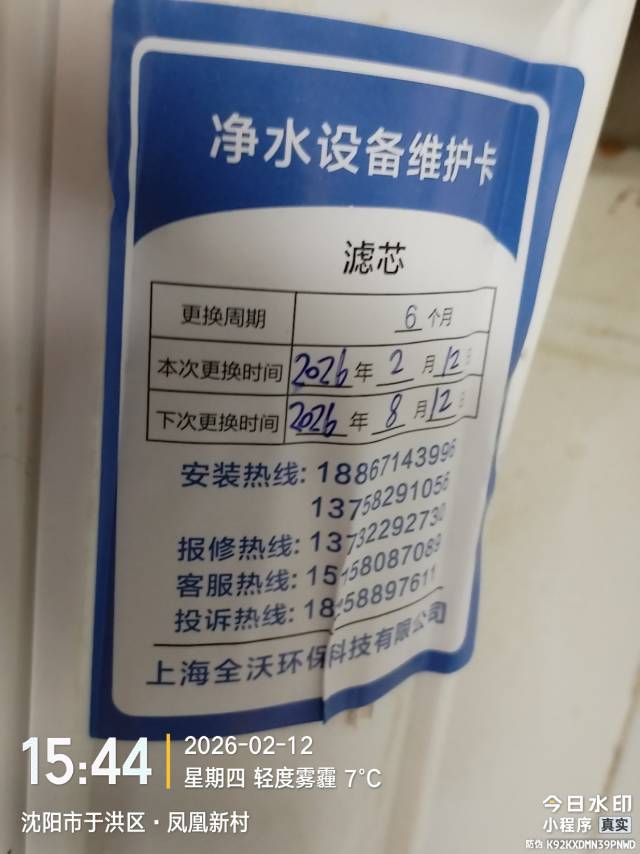 净水设备维护卡
滤芯
更换周期 6 个月
本次更换时间 2026 年 2 月 12 日
下次更换时间 2026 年 8 月 12 日
安装热线: 18867143996
13758291056
报修热线: 13732292730
客服热线: 15158087089
投诉热线: 18 58897611
上海全沃环保科技有限公司
15:44
2026-02-12
星期四 轻度雾霾 7°C
沈阳市于洪区·凤凰新村
今日水印
小程序 真实
防伪 K92KXDMN39PNWD